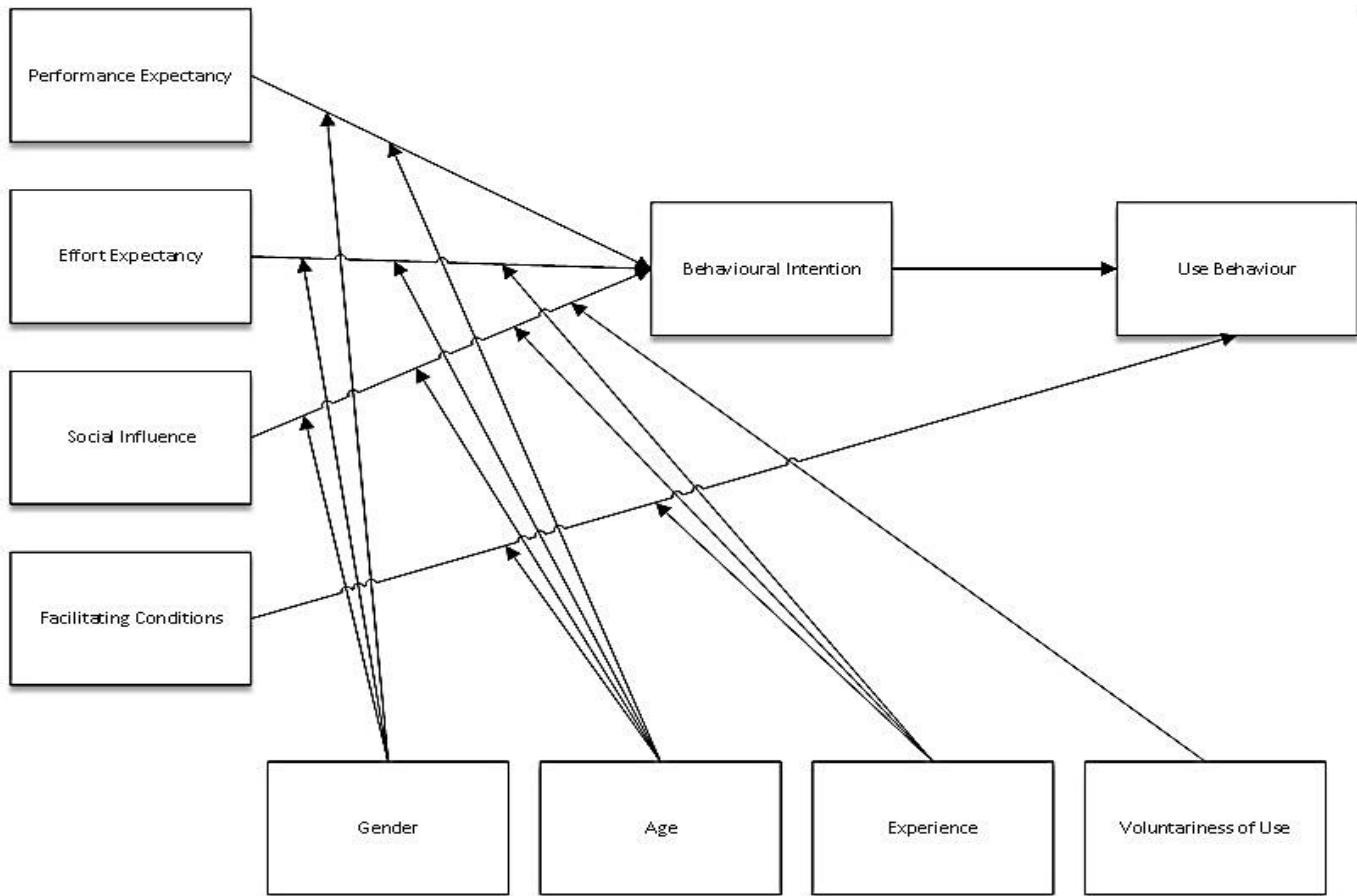 Performance Expectancy
Effort Expectancy
Behavioural Intention
Use Behaviour
Social Influence
Facilitating Conditions
Gender
Age
Experience
Voluntariness of Use